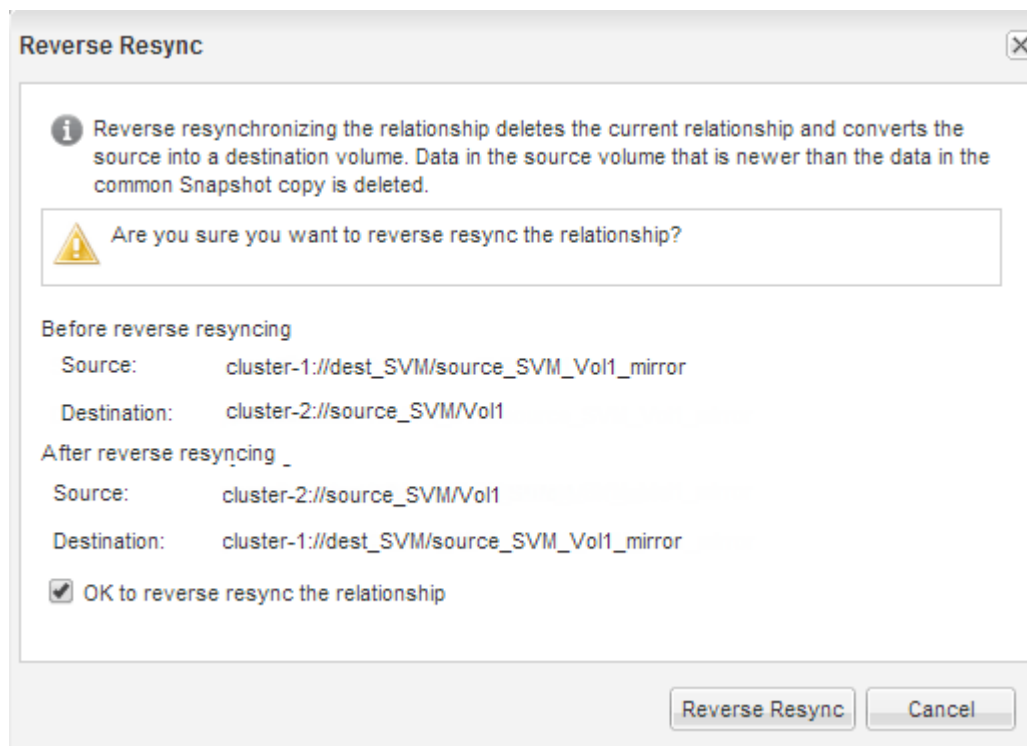 Reverse Resync
Reverse resynchronizing the relationship deletes the current relationship and converts the
source into a destination volume. Data in the source volume that is newer than the data in the
common Snapshot copy is deleted.
Are you sure you want to reverse resync the relationship?
Before reverse resyncing
Source: cluster-1://dest_SVM/source_SVM_Vol1_mirror
Destination: cluster-2://source_SVM/Vol1
After reverse resyncing
Source: cluster-2://source_SVM/Vol1
Destination: cluster-1://dest_SVM/source_SVM_Vol1_mirror
OK to reverse resync the relationship
Reverse Resync Cancel